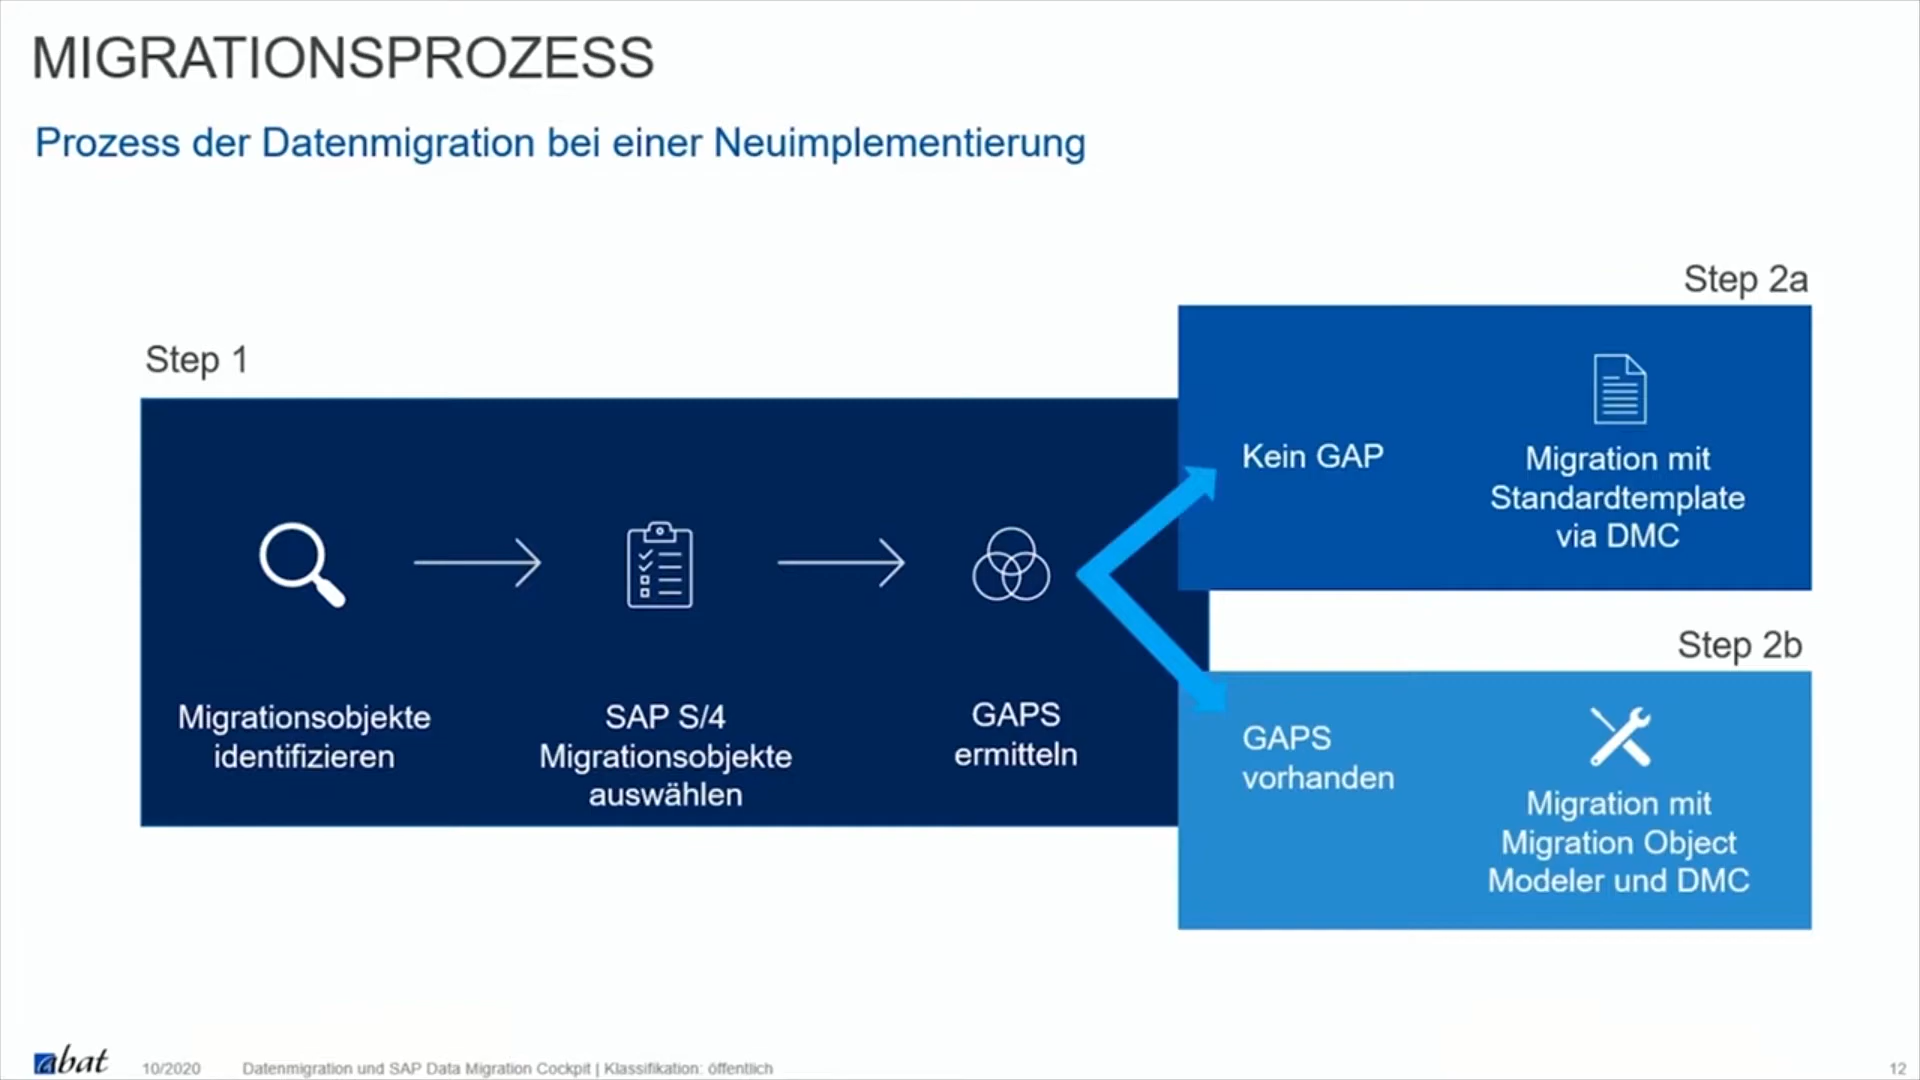 MIGRATIONSPROZESS
Prozess der Datenmigration bei einer Neuimplementierung
Step 1
Migrationsobjekte
identifizieren
SAP S/4
Migrationsobjekte
auswählen
GAPS
ermitteln
Step 2a
Kein GAP
Migration mit
Standardtemplate
via DMC
Step 2b
GAPS
vorhanden
Migration mit
Migration Object
Modeler und DMC
abat
10/2020
Datenmigration und SAP Data Migration Cockpit | Klassifikation: öffentlich
12